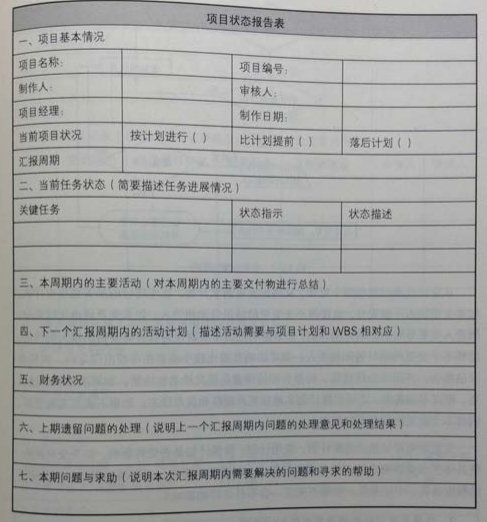 项目状态报告表
一、项目基本情况
项目名称： 项目编号：
制作人： 审核人：
项目经理： 制作日期：
当前项目状况 按计划进行（ ） 比计划提前（ ） 落后计划（ ）
汇报周期
二、当前任务状态（简要描述任务进展情况）
关键任务 状态指示 状态描述
三、本周期内的主要活动（对本周期内的主要交付物进行总结）
四、下一个汇报周期内的活动计划（描述活动需要与项目计划和 WBS 相对应）
五、财务状况
六、上期遗留问题的处理（说明上一个汇报周期内问题的处理意见和处理结果）
七、本期问题与求助（说明本次汇报周期内需要解决的问题和寻求的帮助）